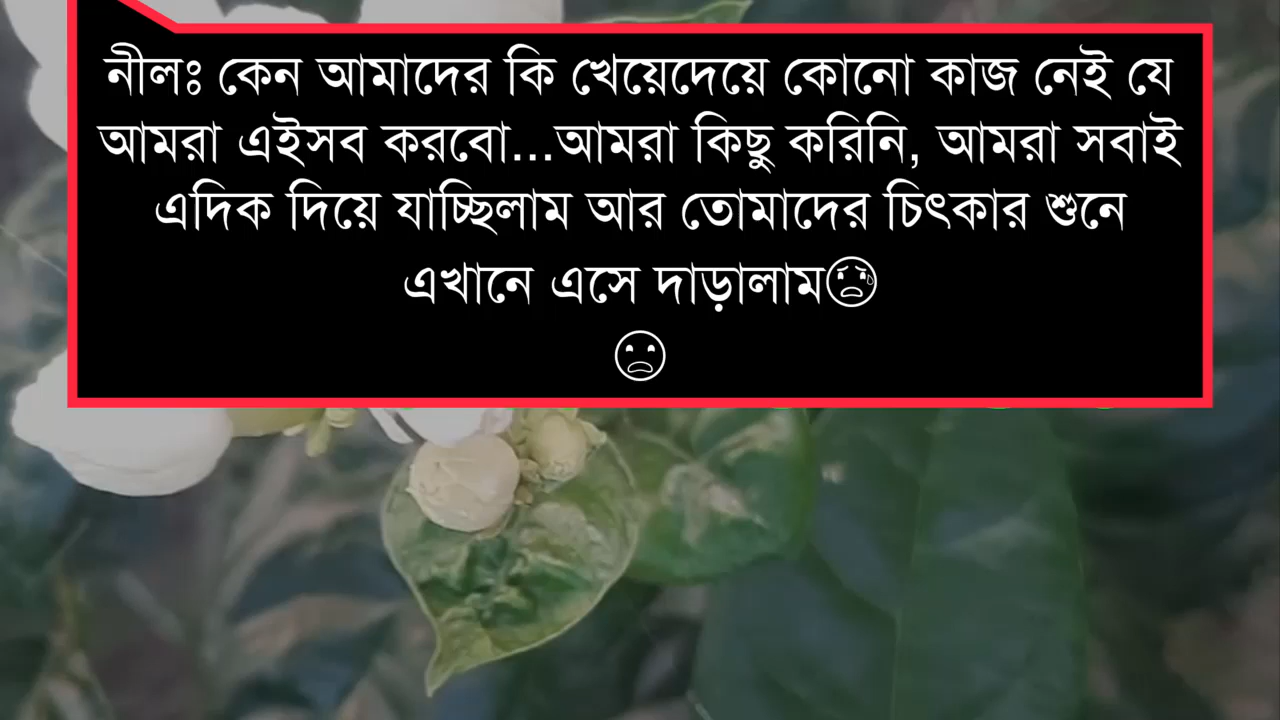 নীলঃ কেন আমাদের কি খেয়েদেয়ে কোনো কাজ নেই যে
আমরা এইসব করবো...আমরা কিছু করিনি, আমরা সবাই
এদিক দিয়ে যাচ্ছিলাম আর তোমাদের চিৎকার শুনে
এখানে এসে দাড়ালাম😥
☹